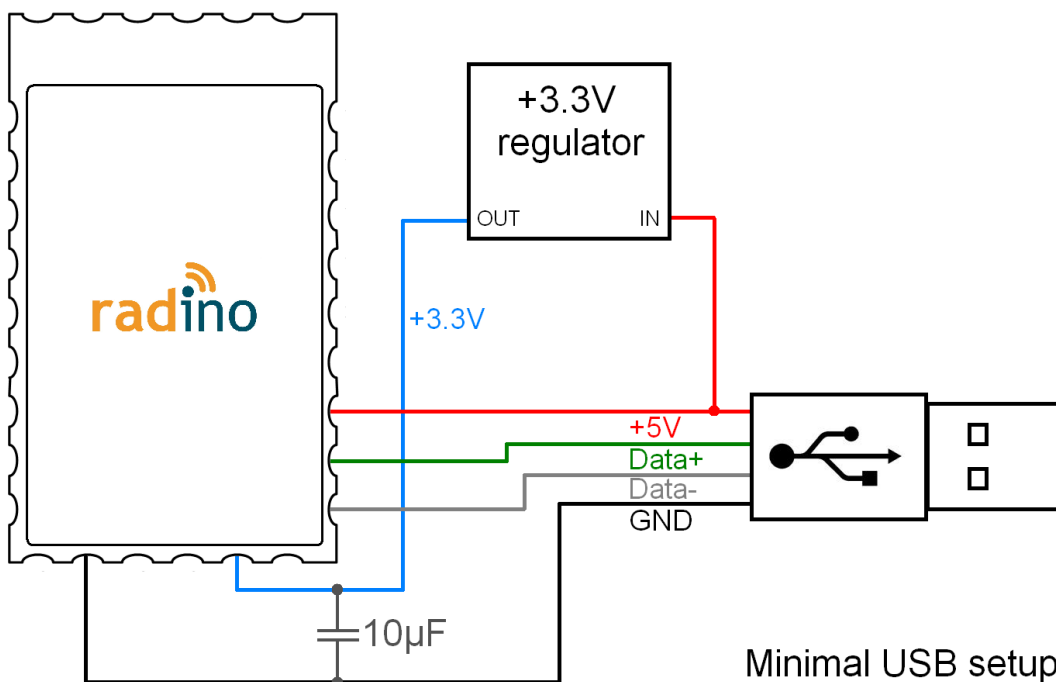 +3.3V
regulator
OUT
IN
radino
+3.3V
+5V
Data+
Data-
GND
10µF
Minimal USB setup